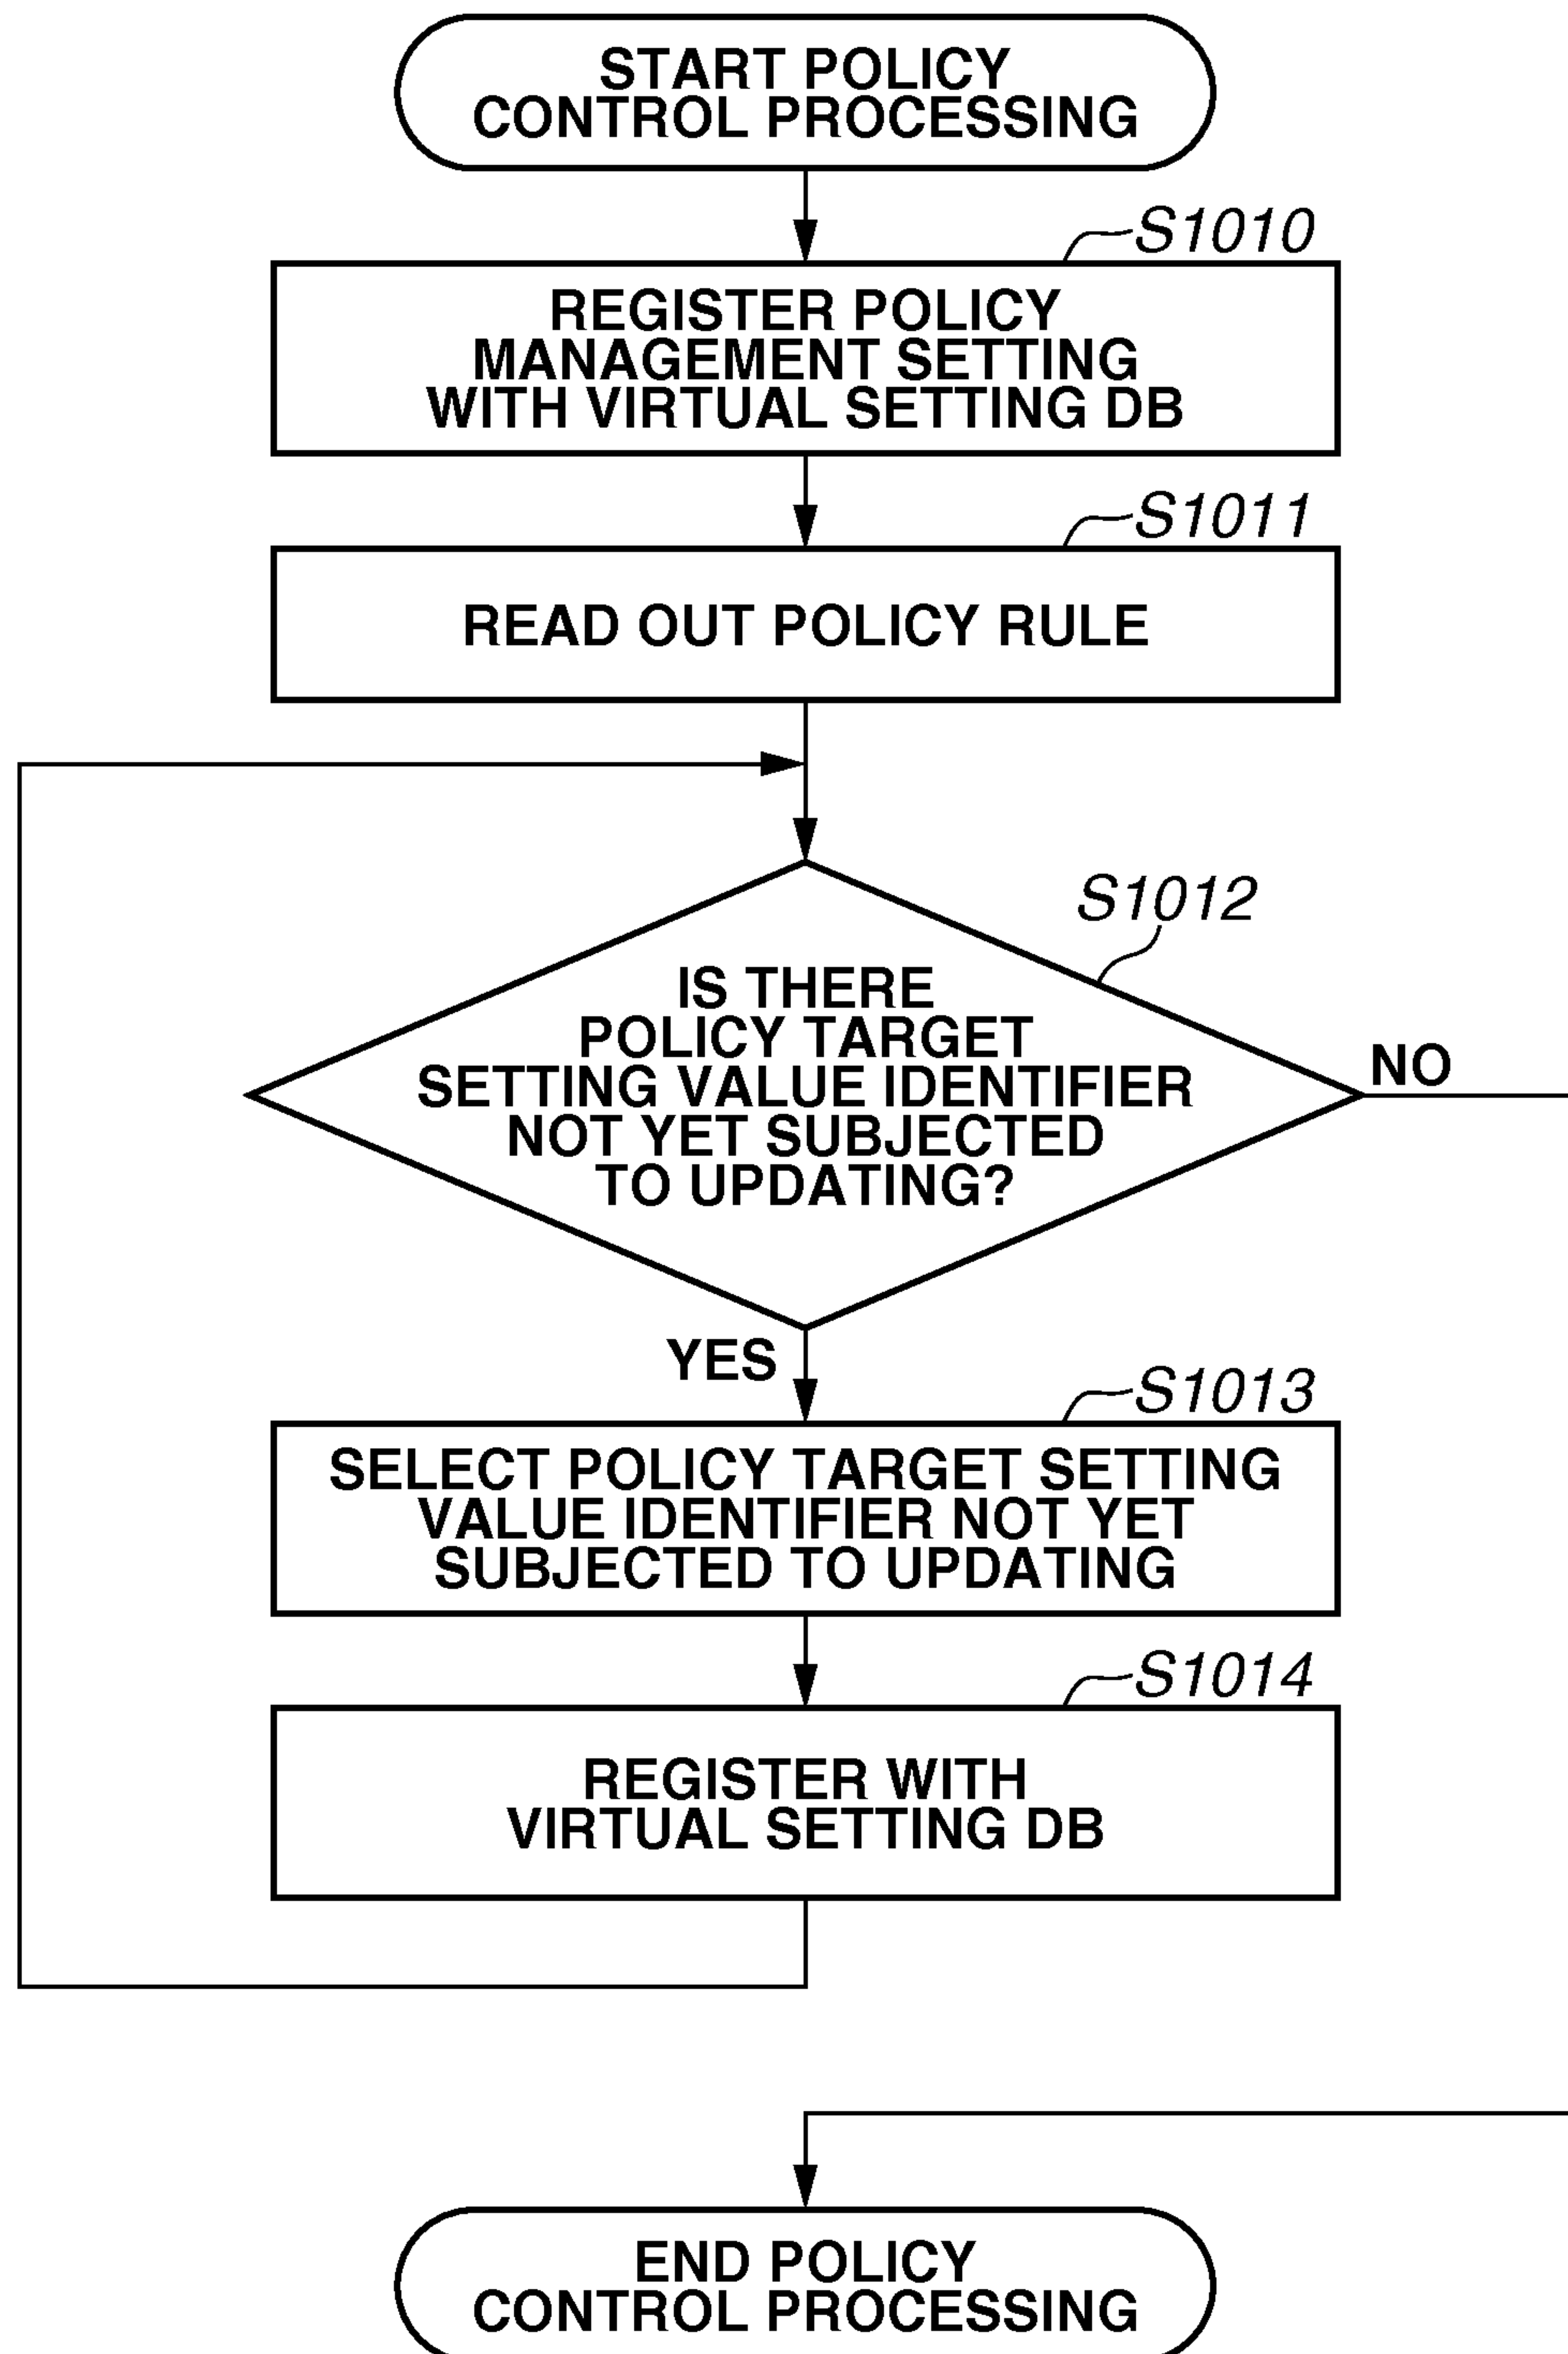 START POLICY
CONTROL PROCESSING
S1010
REGISTER POLICY
MANAGEMENT SETTING
WITH VIRTUAL SETTING DB
S1011
READ OUT POLICY RULE
S1012
IS THERE
POLICY TARGET
SETTING VALUE IDENTIFIER
NOT YET SUBJECTED
TO UPDATING?
NO
YES
S1013
SELECT POLICY TARGET SETTING
VALUE IDENTIFIER NOT YET
SUBJECTED TO UPDATING
S1014
REGISTER WITH
VIRTUAL SETTING DB
END POLICY
CONTROL PROCESSING